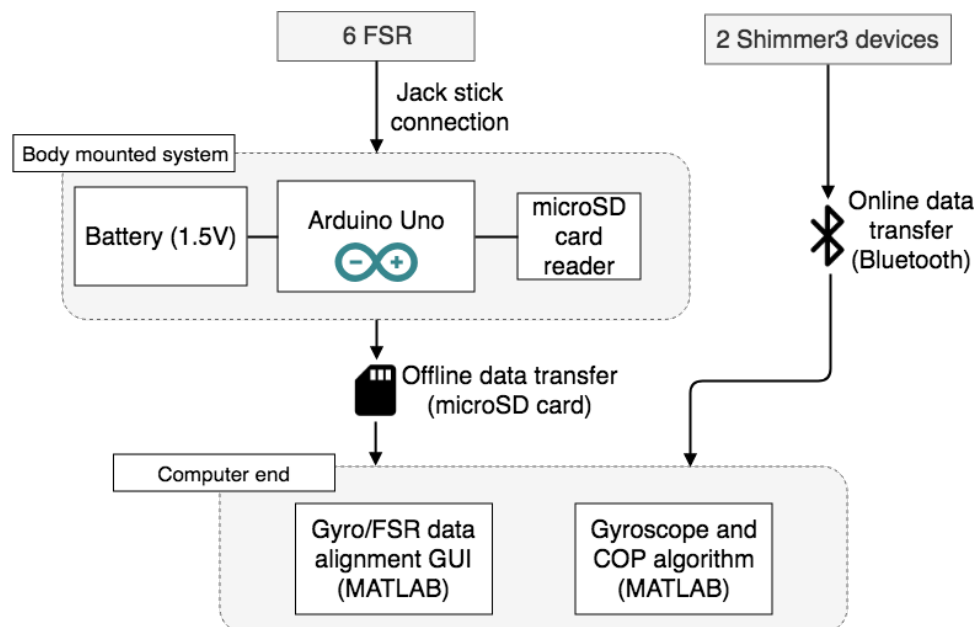 6 FSR
2 Shimmer3 devices
Jack stick
connection
Body mounted system
Battery (1.5V)
Arduino Uno
microSD
card
reader
Online data
transfer
(Bluetooth)
Offline data transfer
(microSD card)
Computer end
Gyro/FSR data
alignment GUI
(MATLAB)
Gyroscope and
COP algorithm
(MATLAB)